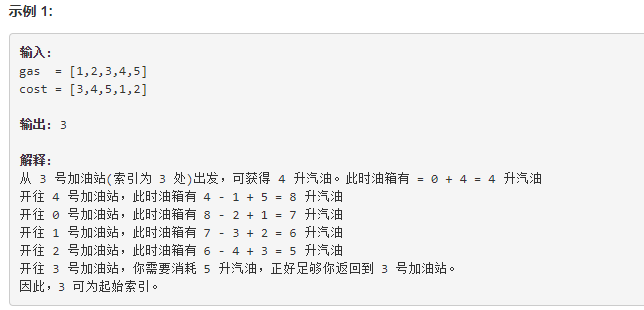 示例 1:
输入:
gas  = [1,2,3,4,5]
cost = [3,4,5,1,2]
输出: 3
解释:
从 3 号加油站(索引为 3 处)出发，可获得 4 升汽油。此时油箱有 = 0 + 4 = 4 升汽油
开往 4 号加油站，此时油箱有 4 - 1 + 5 = 8 升汽油
开往 0 号加油站，此时油箱有 8 - 2 + 1 = 7 升汽油
开往 1 号加油站，此时油箱有 7 - 3 + 2 = 6 升汽油
开往 2 号加油站，此时油箱有 6 - 4 + 3 = 5 升汽油
开往 3 号加油站，你需要消耗 5 升汽油，正好足够你返回到 3 号加油站。
因此，3 可为起始索引。